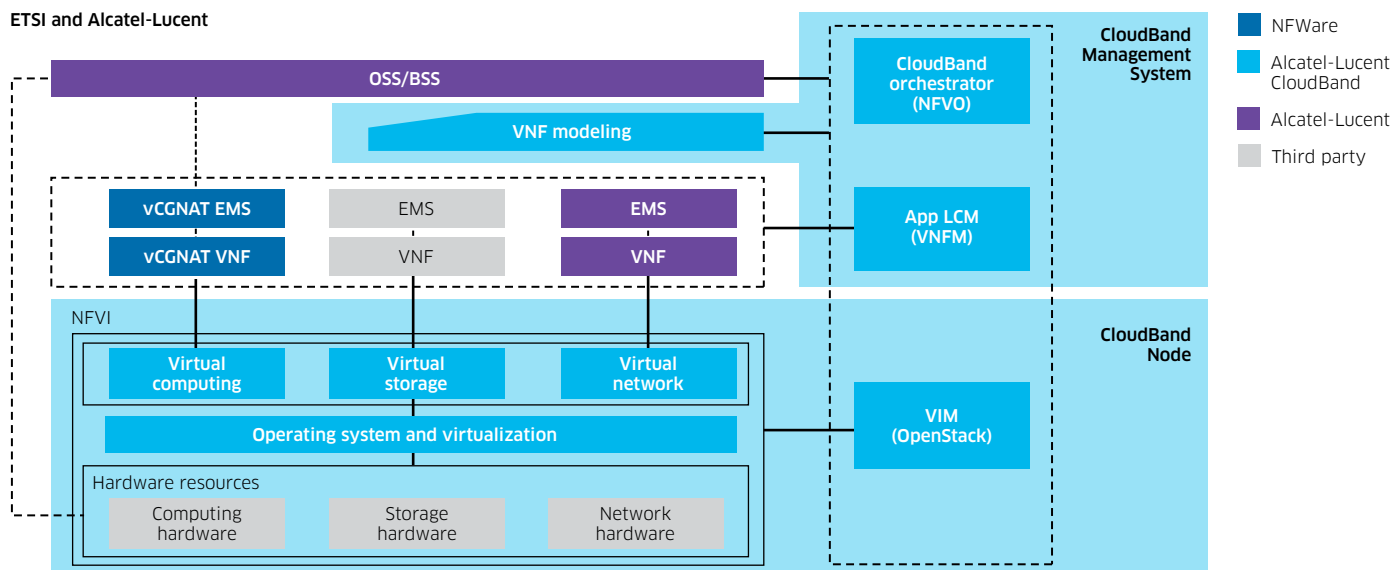 ETSI and Alcatel-Lucent
CloudBand
Management
System
NFWare
Alcatel-Lucent
CloudBand
Alcatel-Lucent
Third party
OSS/BSS
CloudBand
orchestrator
(NFVO)
VNF modeling
vCGNAT EMS
EMS
EMS
vCGNAT VNF
VNF
VNF
App LCM
(VNFM)
NFVI
CloudBand
Node
Virtual
computing
Virtual
storage
Virtual
network
Operating system and virtualization
VIM
(OpenStack)
Hardware resources
Computing
hardware
Storage
hardware
Network
hardware